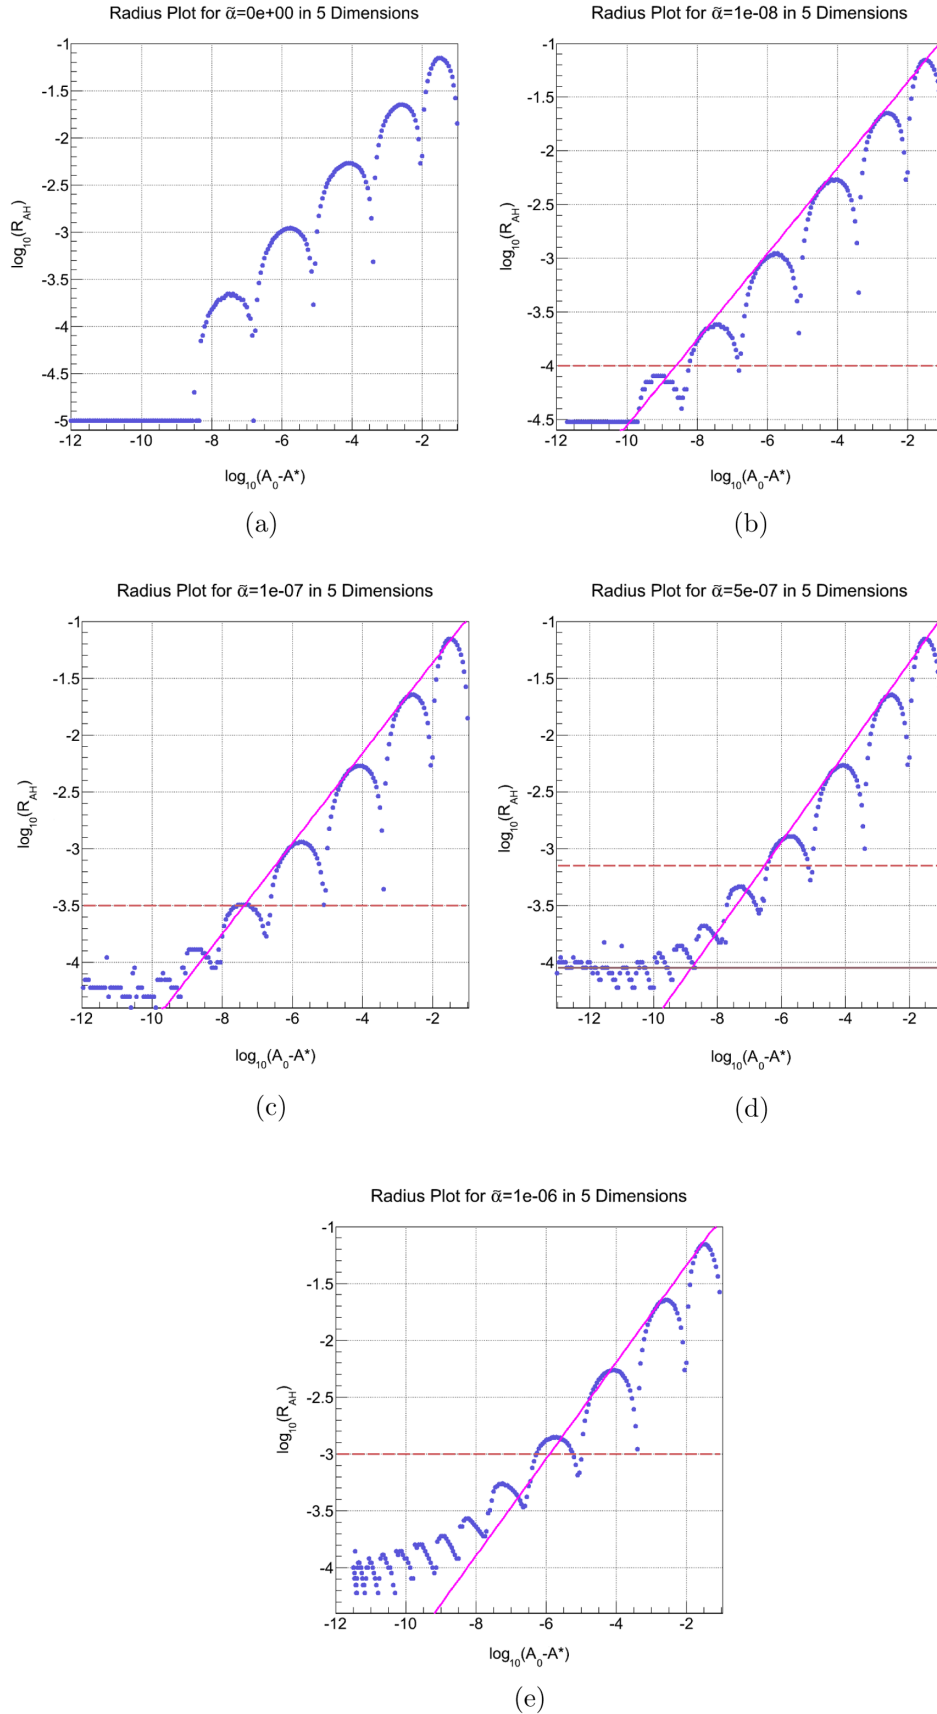 Radius Plot for α̃=0e+00 in 5 Dimensions
-1
-1.5
-2
-2.5
-3
-3.5
-4
-4.5
-5
log₁₀(R_AH)
-12 -10 -8 -6 -4 -2
log₁₀(A₀-A*)
(a)
Radius Plot for α̃=1e-08 in 5 Dimensions
-1
-1.5
-2
-2.5
-3
-3.5
-4
-4.5
log₁₀(R_AH)
-12 -10 -8 -6 -4 -2
log₁₀(A₀-A*)
(b)
Radius Plot for α̃=1e-07 in 5 Dimensions
-1
-1.5
-2
-2.5
-3
-3.5
-4
log₁₀(R_AH)
-12 -10 -8 -6 -4 -2
log₁₀(A₀-A*)
(c)
Radius Plot for α̃=5e-07 in 5 Dimensions
-1
-1.5
-2
-2.5
-3
-3.5
-4
log₁₀(R_AH)
-12 -10 -8 -6 -4 -2
log₁₀(A₀-A*)
(d)
Radius Plot for α̃=1e-06 in 5 Dimensions
-1
-1.5
-2
-2.5
-3
-3.5
-4
log₁₀(R_AH)
-12 -10 -8 -6 -4 -2
log₁₀(A₀-A*)
(e)